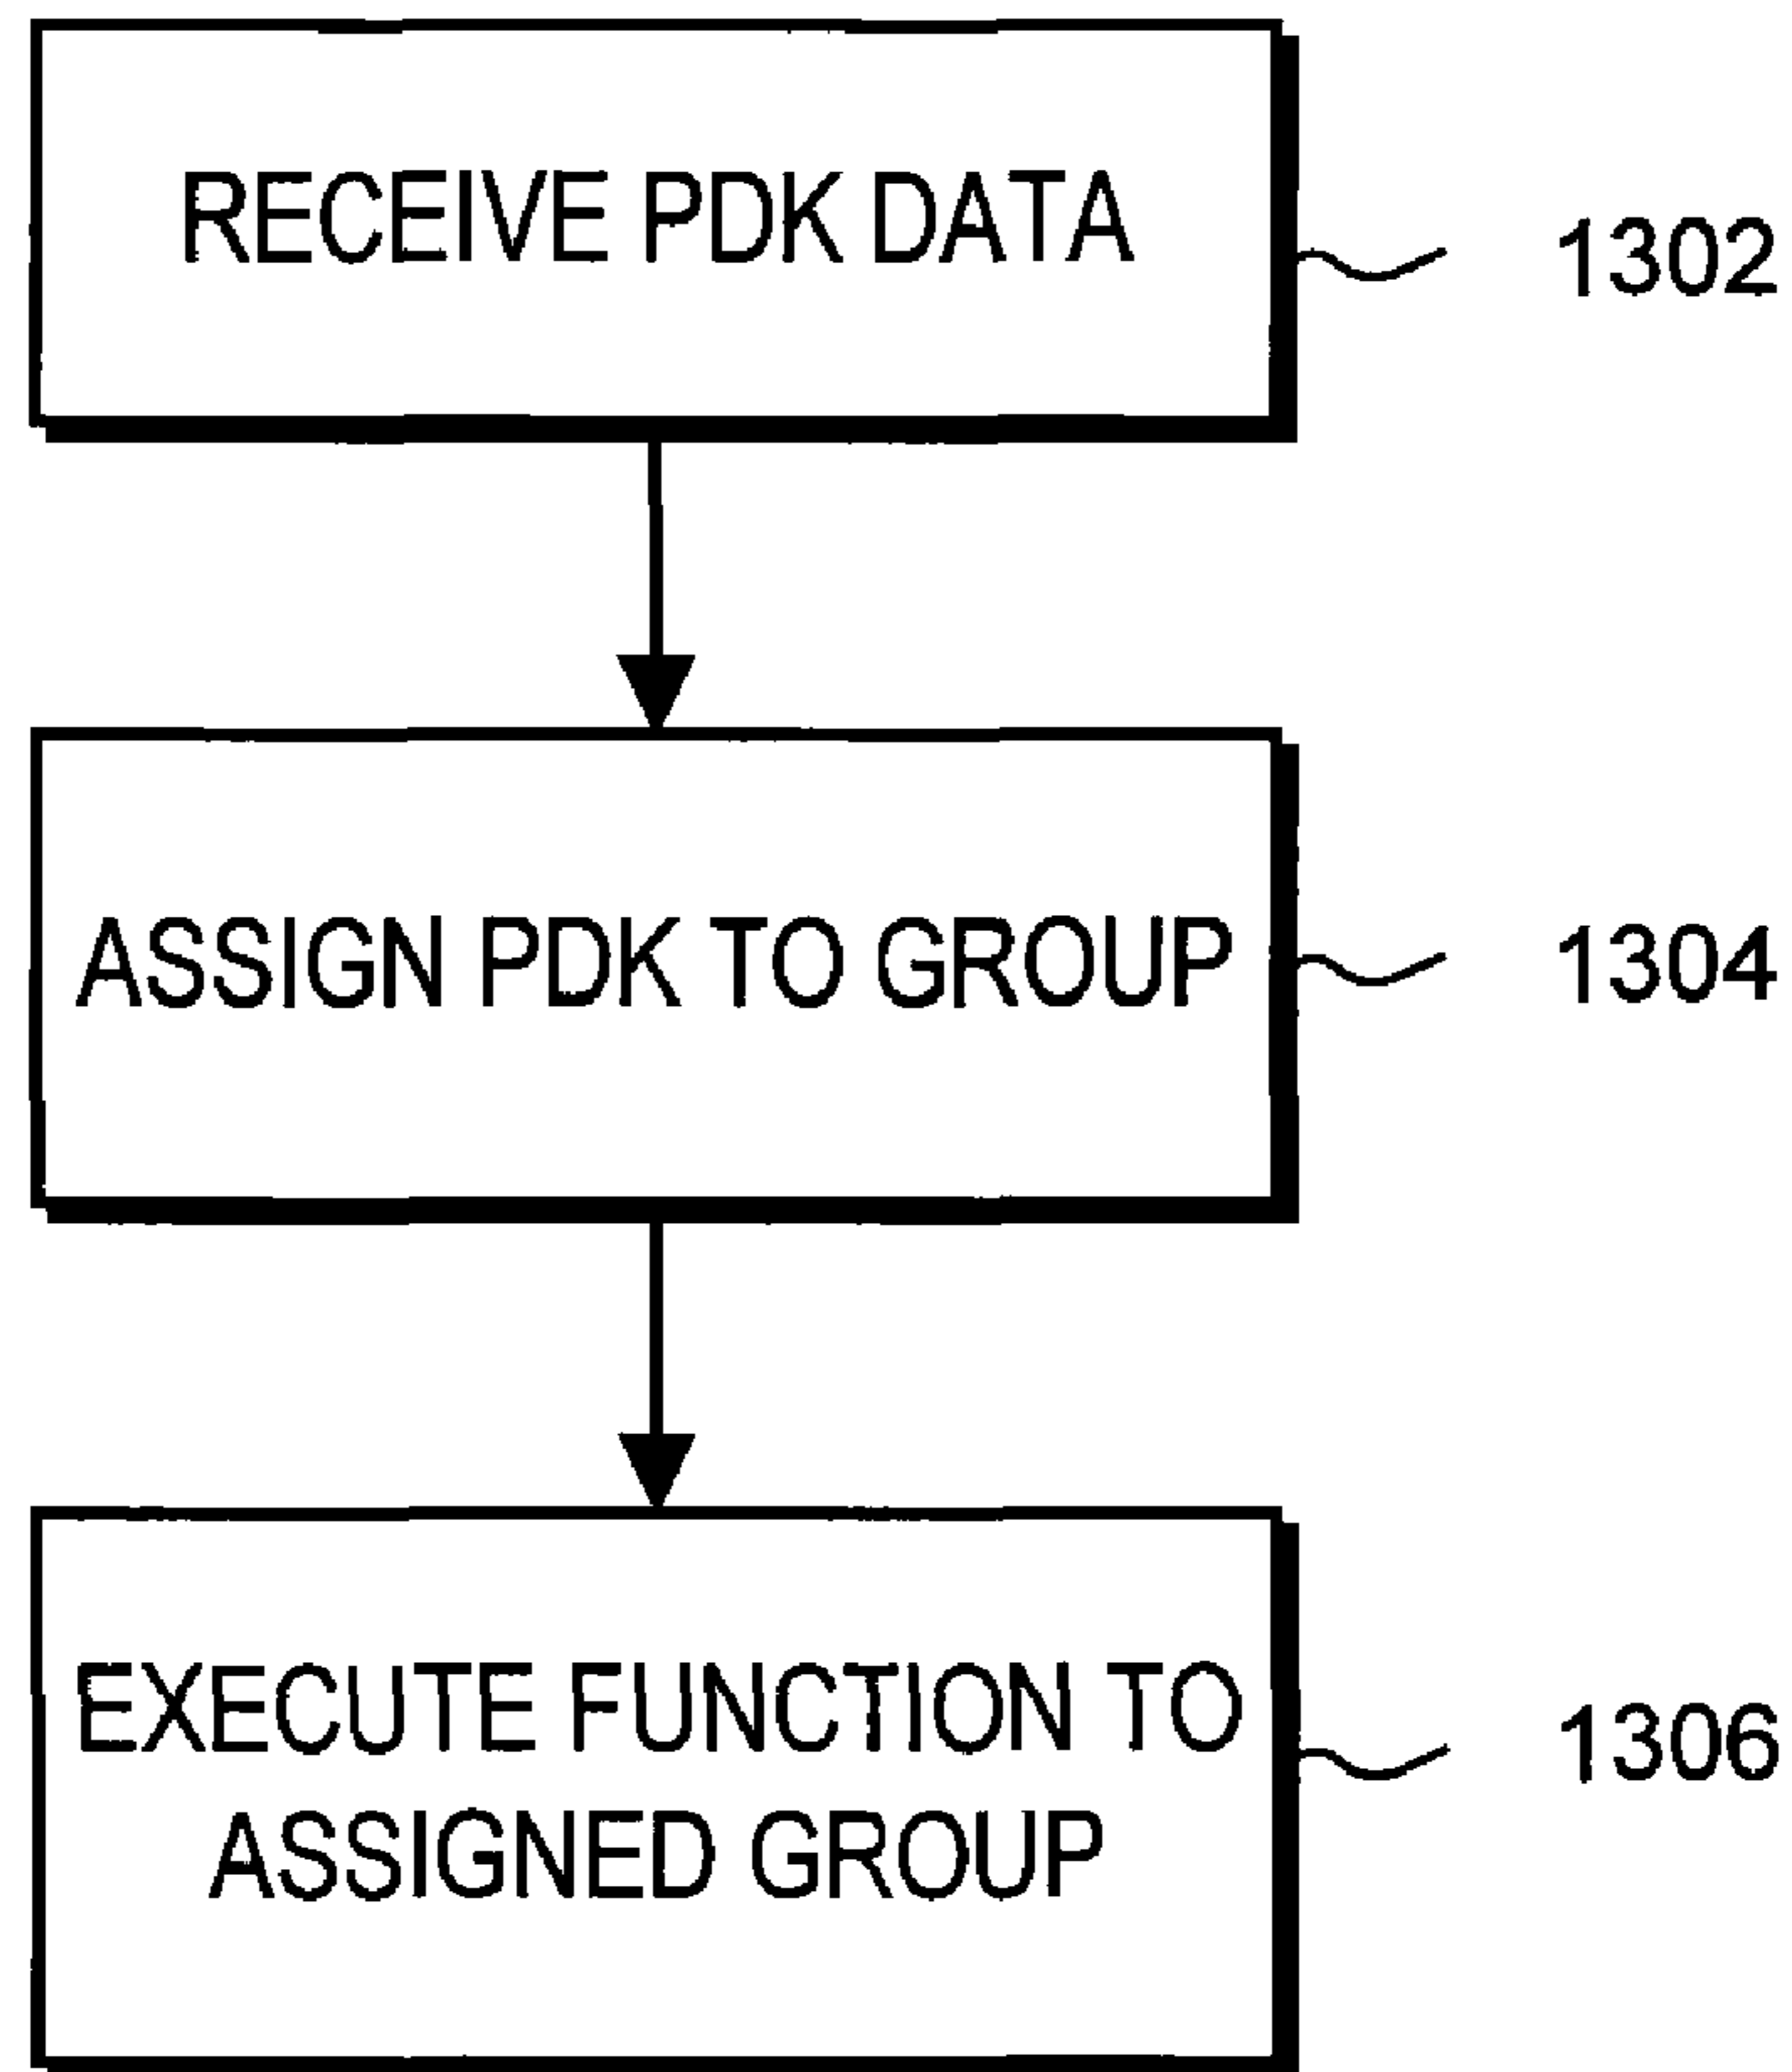 RECEIVE PDK DATA
1302
ASSIGN PDK TO GROUP
1304
EXECUTE FUNCTION TO
ASSIGNED GROUP
1306